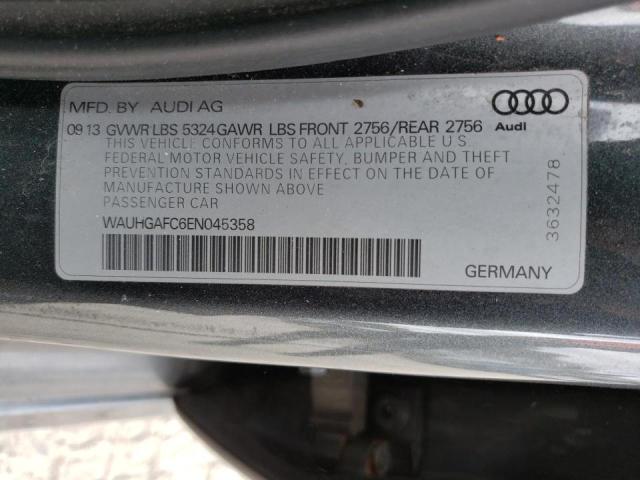 MFD. BY AUDI AG
09 13 GVWR LBS 5324 GAWR LBS FRONT 2756/REAR 2756
Audi
THIS VEHICLE CONFORMS TO ALL APPLICABLE U S
FEDERAL MOTOR VEHICLE SAFETY, BUMPER AND THEFT
PREVENTION STANDARDS IN EFFECT ON THE DATE OF
MANUFACTURE SHOWN ABOVE
PASSENGER CAR
WAUHGAFC6EN045358
3632478
GERMANY